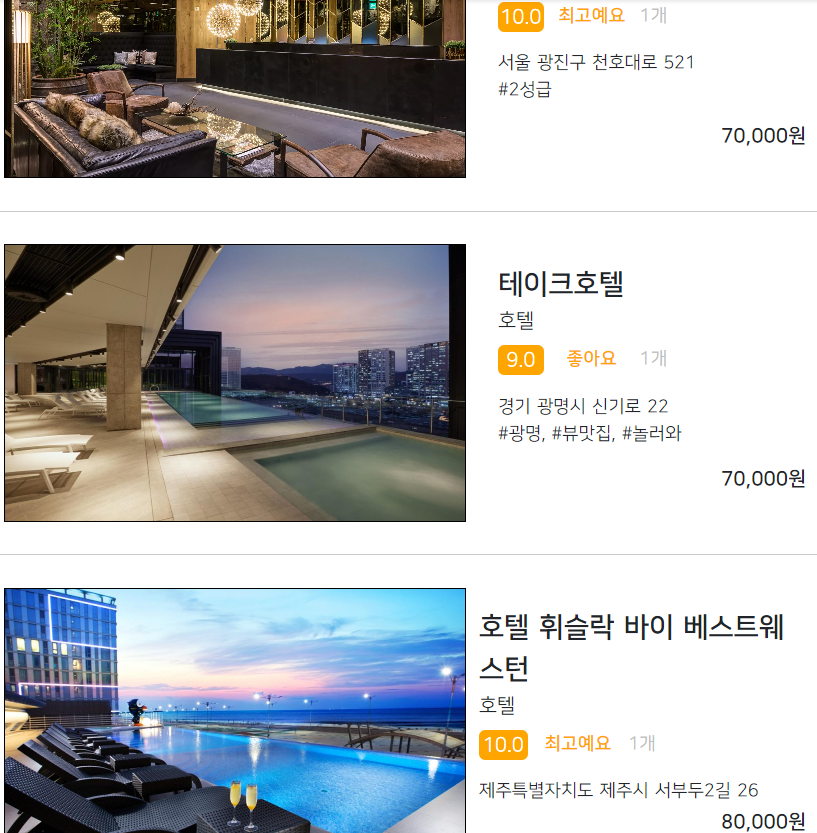 10.0 최고예요 1개
서울 광진구 천호대로 521
#2성급
70,000원
테이크호텔
호텔
9.0 좋아요 1개
경기 광명시 신기로 22
#광명, #뷰맛집, #놀러와
70,000원
호텔 휘슬락 바이 베스트웨
스턴
호텔
10.0 최고예요 1개
제주특별자치도 제주시 서부두2길 26
80,000원